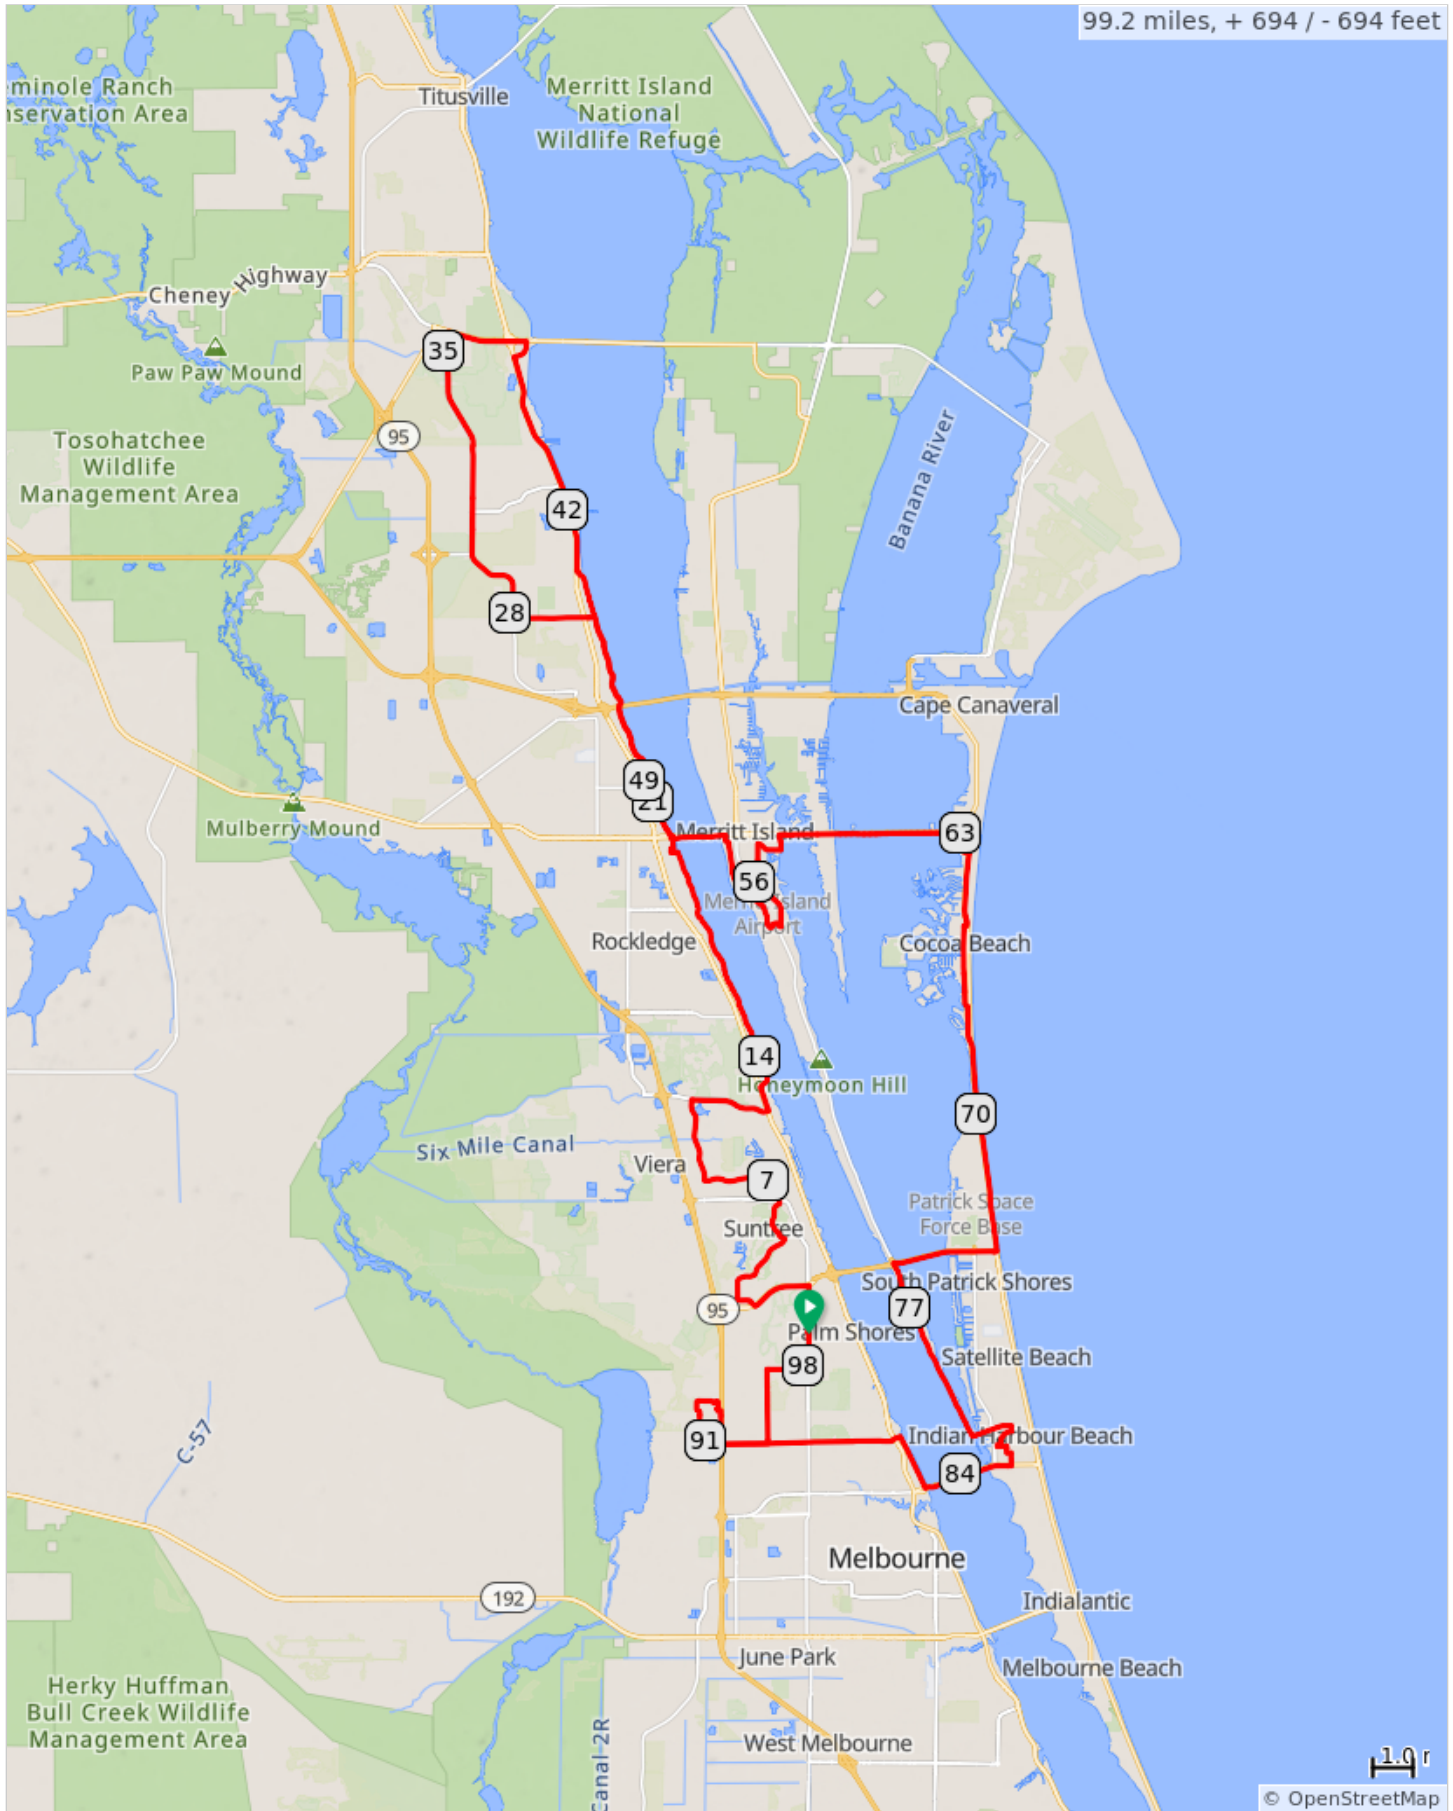 99.2 miles, + 694 / - 694 feet
eminole Ranch
nservation Area
Titusville
Merritt Island
National
Wildlife Refuge
Cheney Highway
Paw Paw Mound
35
95
Tosohatchee
Wildlife
Management Area
Banana River
42
28
Cape Canaveral
49
21
Mulberry Mound
Merritt Island
63
56
Merritt Island
Airport
Rockledge
Cocoa Beach
14
Honeymoon Hill
70
Six Mile Canal
Viera
7
Patrick Space
Force Base
Suntree
South Patrick Shores
77
95
Palm Shores
98
Satellite Beach
C-57
91
Indian Harbour Beach
84
Melbourne
192
Indialantic
June Park
Melbourne Beach
Herky Huffman
Bull Creek Wildlife
Management Area
Canal 2R
West Melbourne
1.0 r
© OpenStreetMap